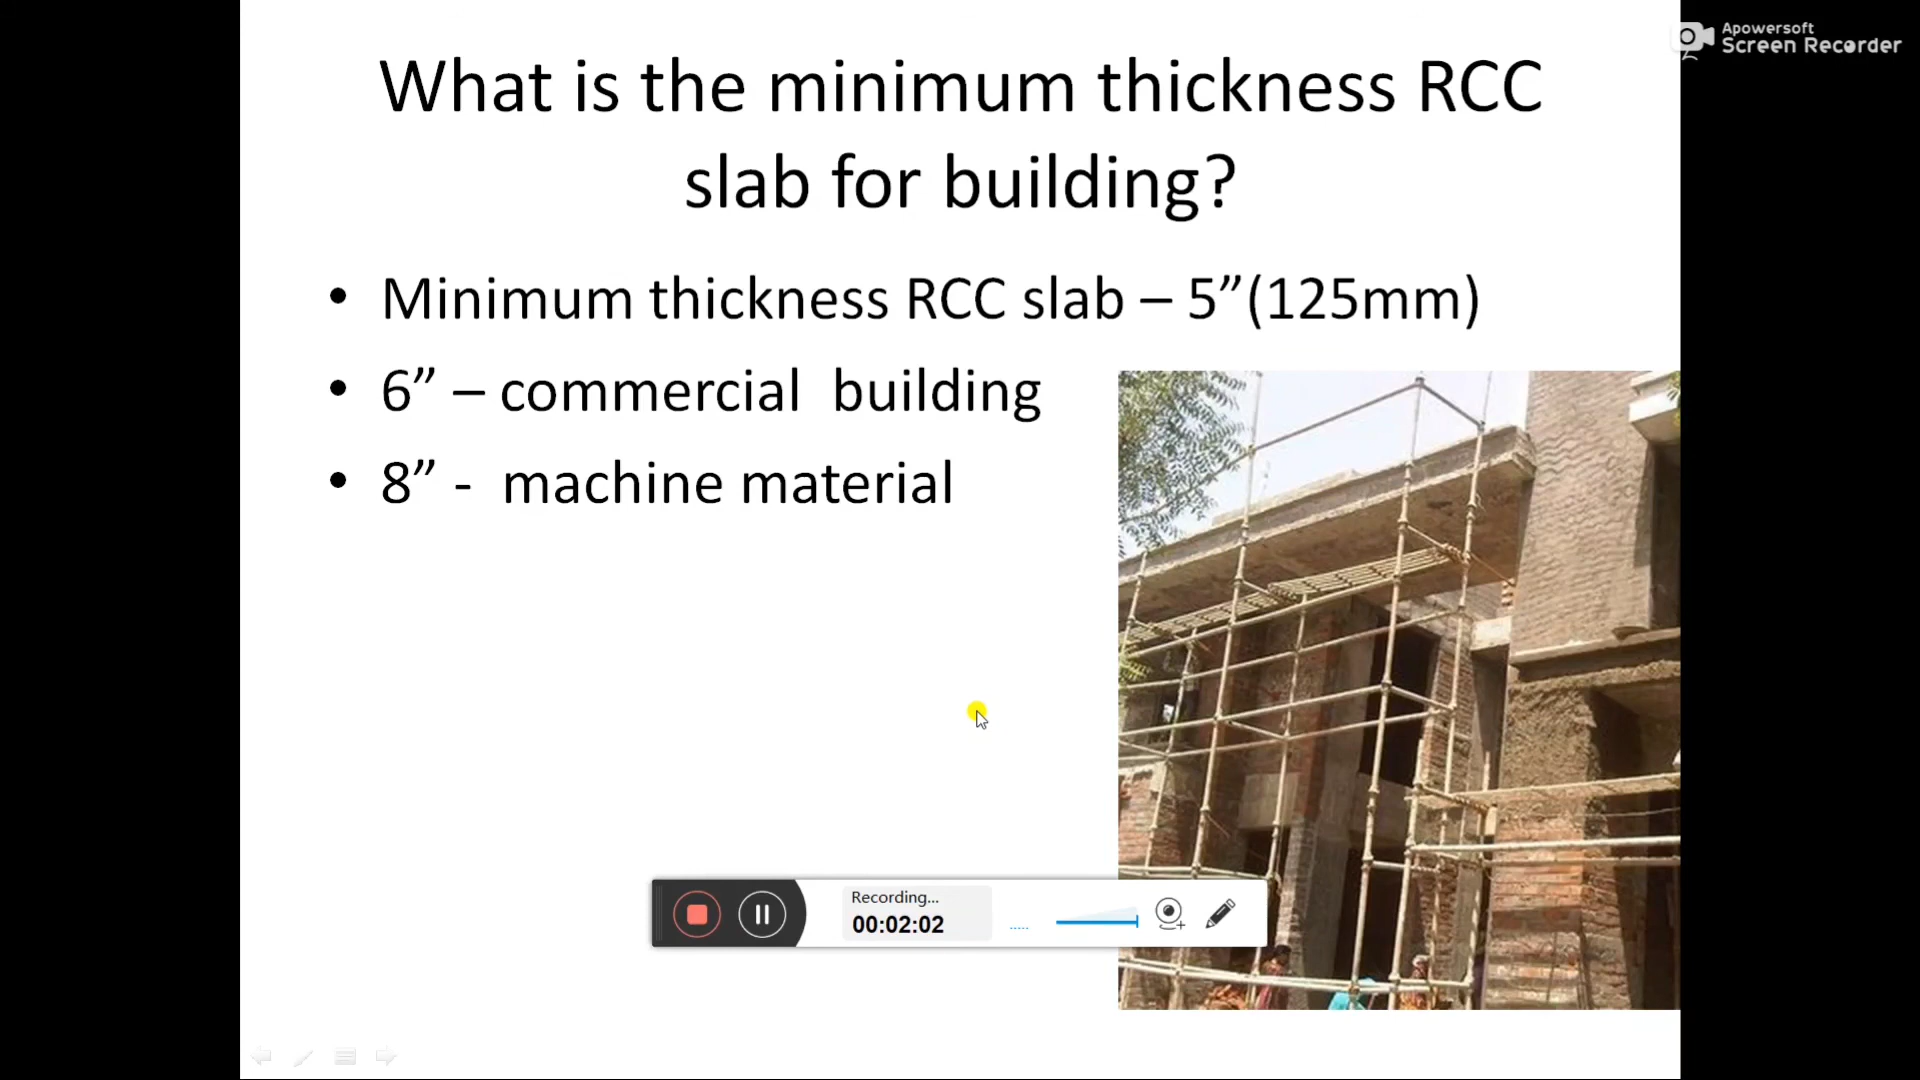 Apowersoft
Screen Recorder
What is the minimum thickness RCC
slab for building?
• Minimum thickness RCC slab – 5”(125mm)
• 6” – commercial  building
• 8” -  machine material
Recording...
00:02:02